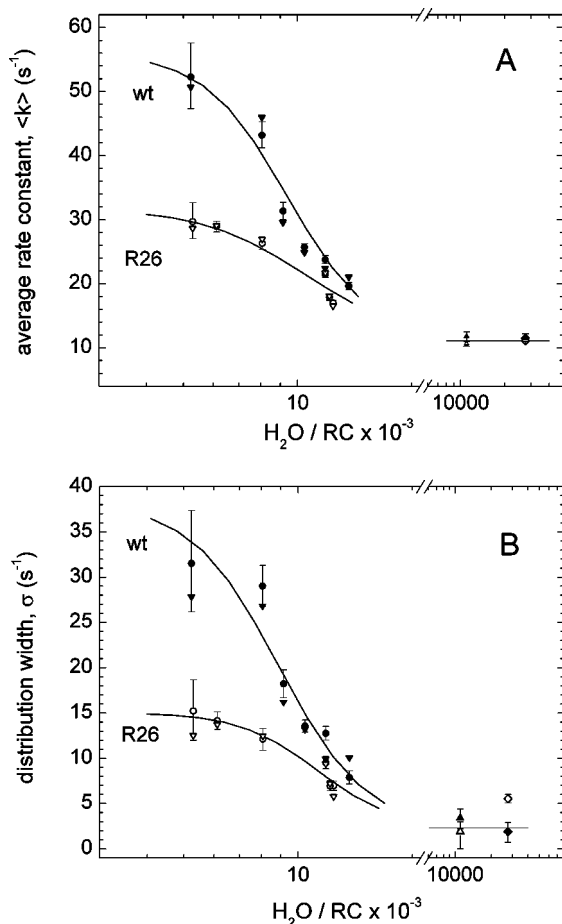 A
average rate constant, <k> (s⁻¹)
60
50
40
30
20
10
wt
R26
10
10000
H₂O / RC x 10⁻³
B
distribution width, σ (s⁻¹)
40
35
30
25
20
15
10
5
0
wt
R26
10
10000
H₂O / RC x 10⁻³